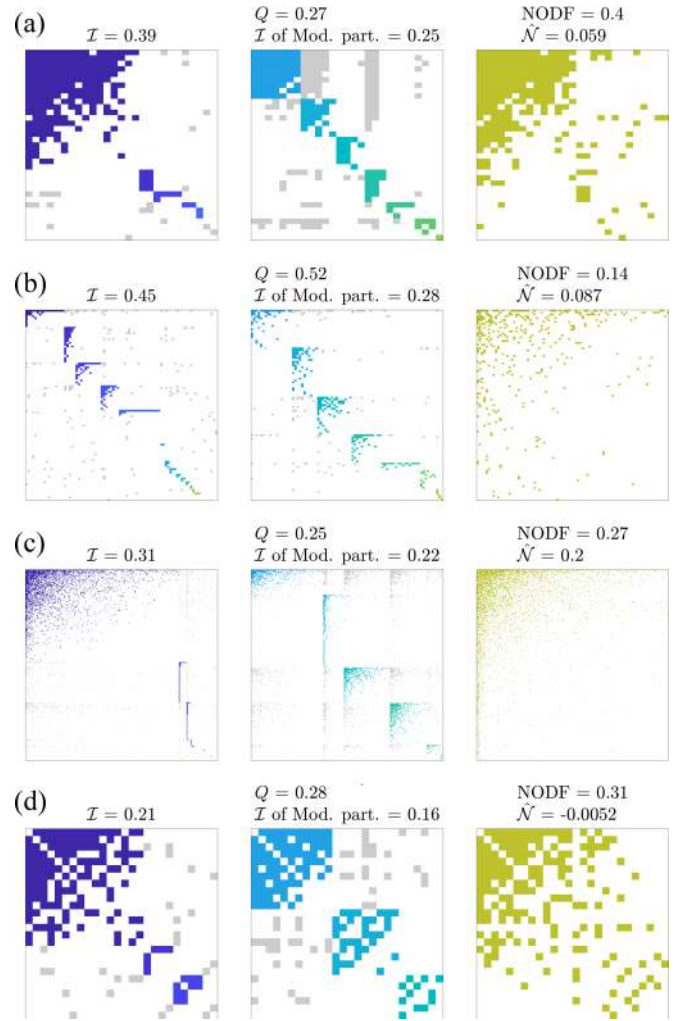 (a)
ℐ = 0.39
Q = 0.27
ℐ of Mod. part. = 0.25
NODF = 0.4
𝒩̂ = 0.059
(b)
ℐ = 0.45
Q = 0.52
ℐ of Mod. part. = 0.28
NODF = 0.14
𝒩̂ = 0.087
(c)
ℐ = 0.31
Q = 0.25
ℐ of Mod. part. = 0.22
NODF = 0.27
𝒩̂ = 0.2
(d)
ℐ = 0.21
Q = 0.28
ℐ of Mod. part. = 0.16
NODF = 0.31
𝒩̂ = -0.0052